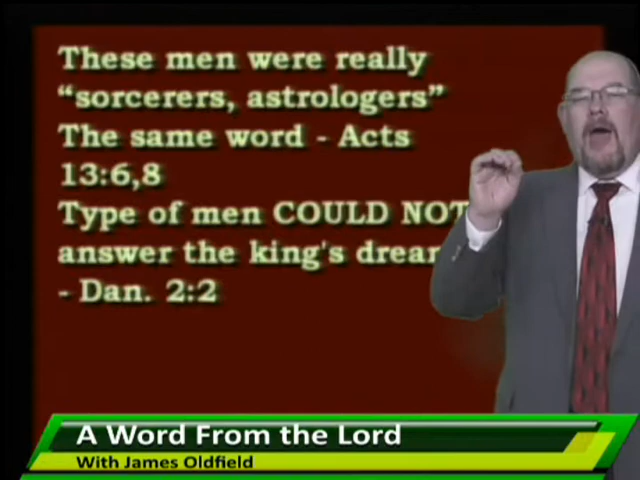 These men were really
“sorcerers, astrologers”
The same word - Acts
13:6,8
Type of men COULD NOT
answer the king's
- Dan. 2:2
A Word From the Lord
With James Oldfield